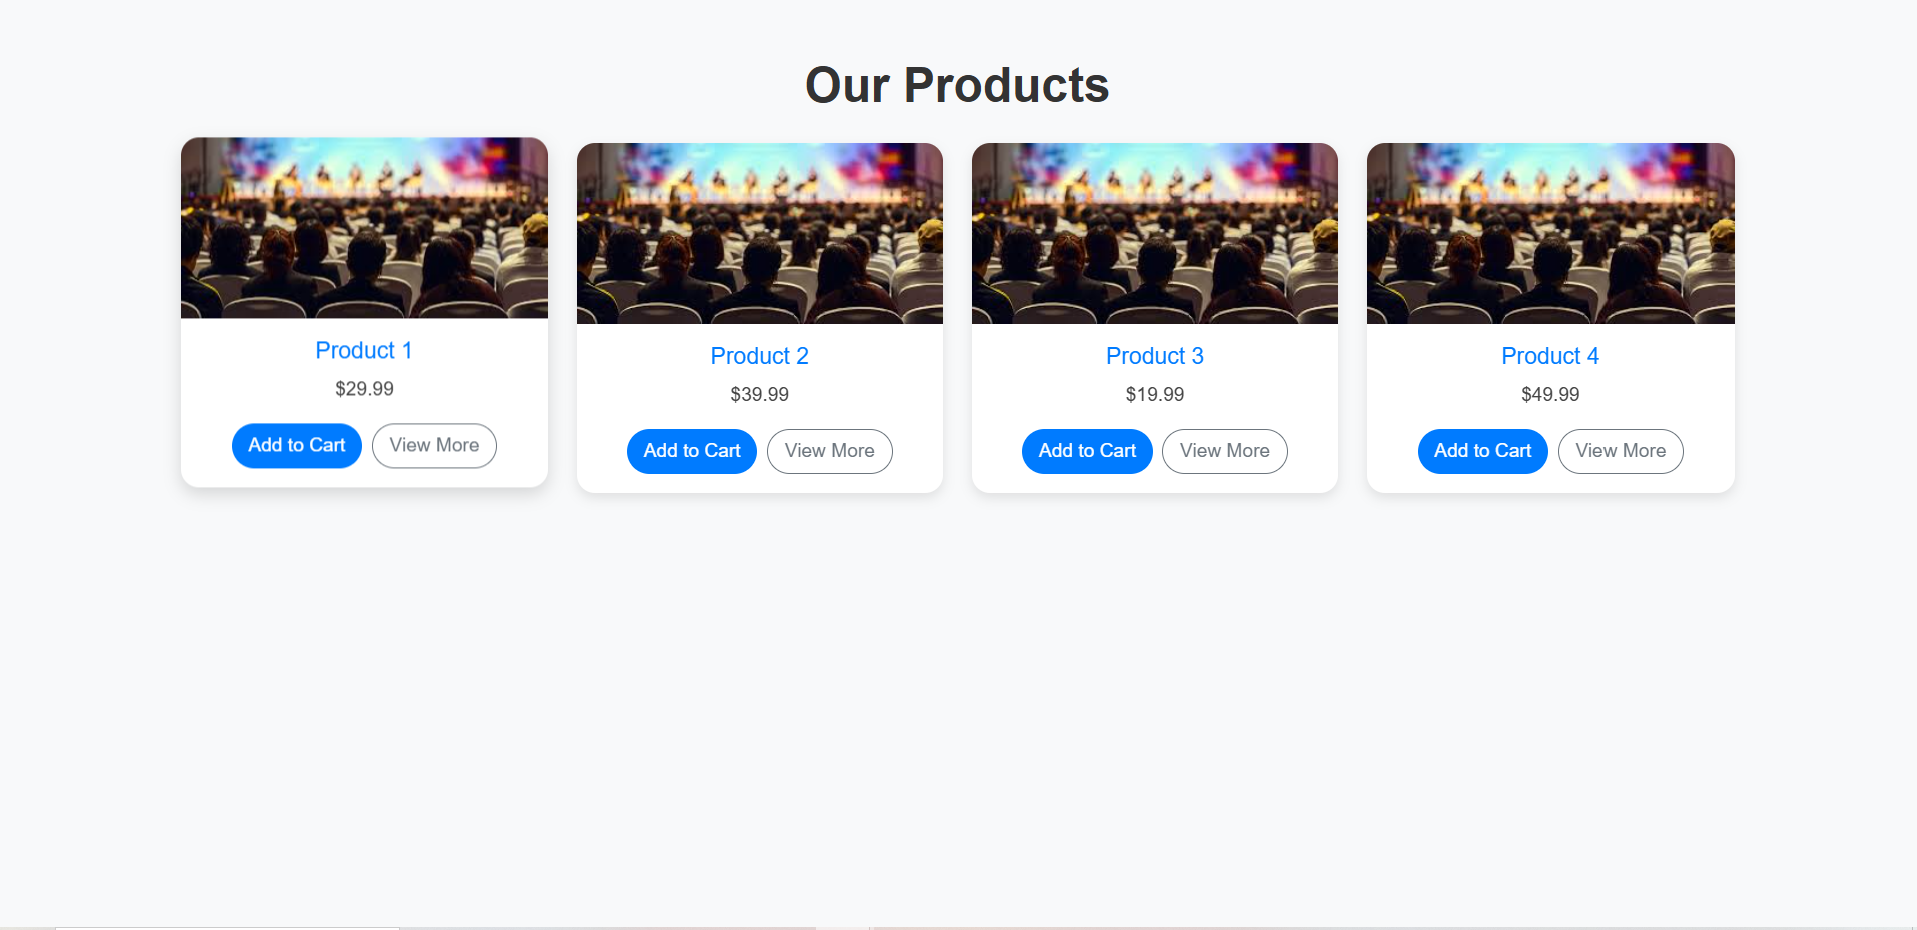 Our Products
Product 1
$29.99
Add to Cart View More
Product 2
$39.99
Add to Cart View More
Product 3
$19.99
Add to Cart View More
Product 4
$49.99
Add to Cart View More